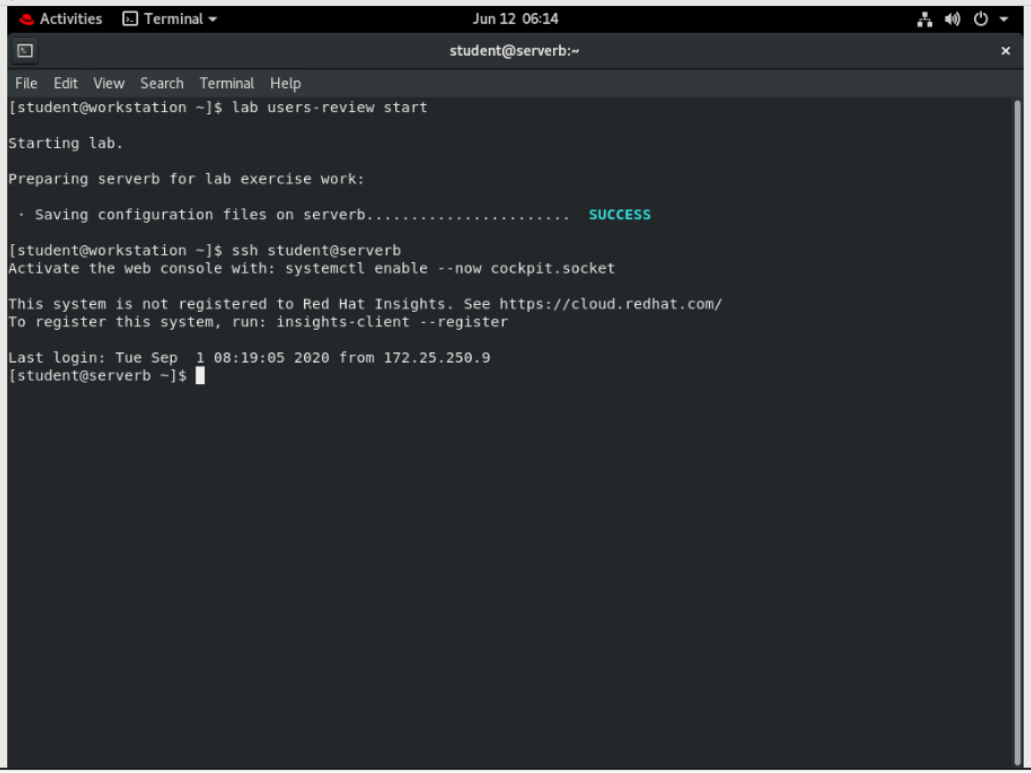 Activities Terminal Jun 12 06:14
student@serverb:~
File Edit View Search Terminal Help
[student@workstation ~]$ lab users-review start
Starting lab.
Preparing serverb for lab exercise work:
· Saving configuration files on serverb....................... SUCCESS
[student@workstation ~]$ ssh student@serverb
Activate the web console with: systemctl enable --now cockpit.socket
This system is not registered to Red Hat Insights. See https://cloud.redhat.com/
To register this system, run: insights-client --register
Last login: Tue Sep  1 08:19:05 2020 from 172.25.250.9
[student@serverb ~]$